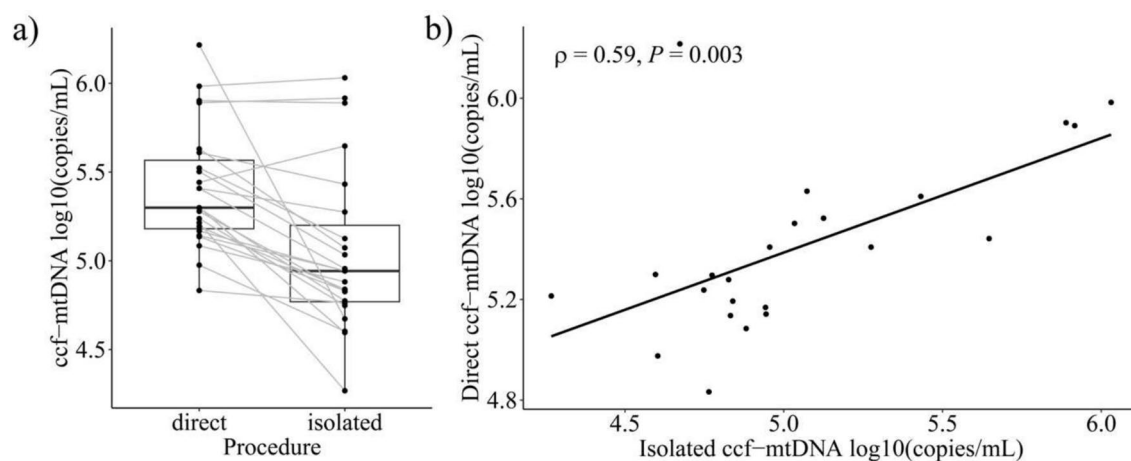 a)
ccf−mtDNA log10(copies/mL)
6.0
5.5
5.0
4.5
direct isolated
Procedure
b)
ρ = 0.59, P = 0.003
Direct ccf−mtDNA log10(copies/mL)
6.0
5.6
5.2
4.8
4.5 5.0 5.5 6.0
Isolated ccf−mtDNA log10(copies/mL)